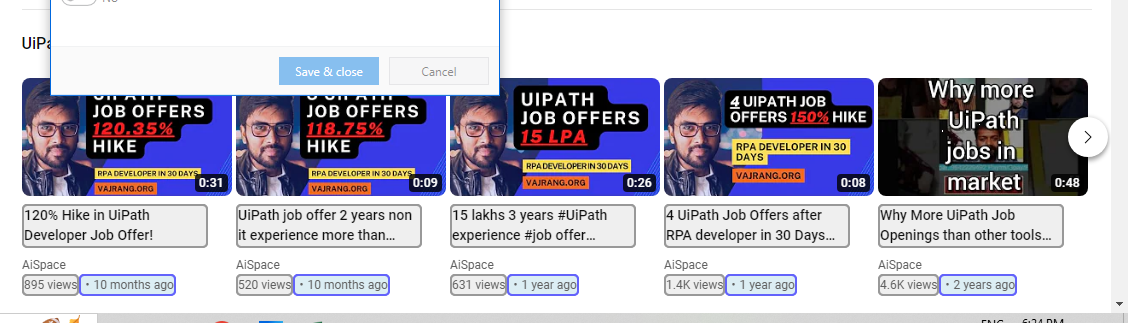 No
UiPa
Save & close
Cancel
UIPATH
JOB OFFERS
120.35%
HIKE
RPA DEVELOPER IN 30 DAYS
VAJRANG.ORG
0:31
UIPATH
JOB OFFERS
118.75%
HIKE
RPA DEVELOPER IN 30 DAYS
VAJRANG.ORG
0:09
UIPATH
JOB OFFERS
15 LPA
RPA DEVELOPER IN 30 DAYS
VAJRANG.ORG
0:26
4 UIPATH JOB
OFFERS 150% HIKE
RPA DEVELOPER IN 30
DAYS
VAJRANG.ORG
0:08
Why more
UiPath
jobs in
market
0:48
120% Hike in UiPath
Developer Job Offer!
AiSpace
895 views • 10 months ago
UiPath job offer 2 years non
it experience more than...
AiSpace
520 views • 10 months ago
15 lakhs 3 years #UiPath
experience #job offer...
AiSpace
631 views • 1 year ago
4 UiPath Job Offers after
RPA developer in 30 Days...
AiSpace
1.4K views • 1 year ago
Why More UiPath Job
Openings than other tools...
AiSpace
4.6K views • 2 years ago
ENG 6:24 PM